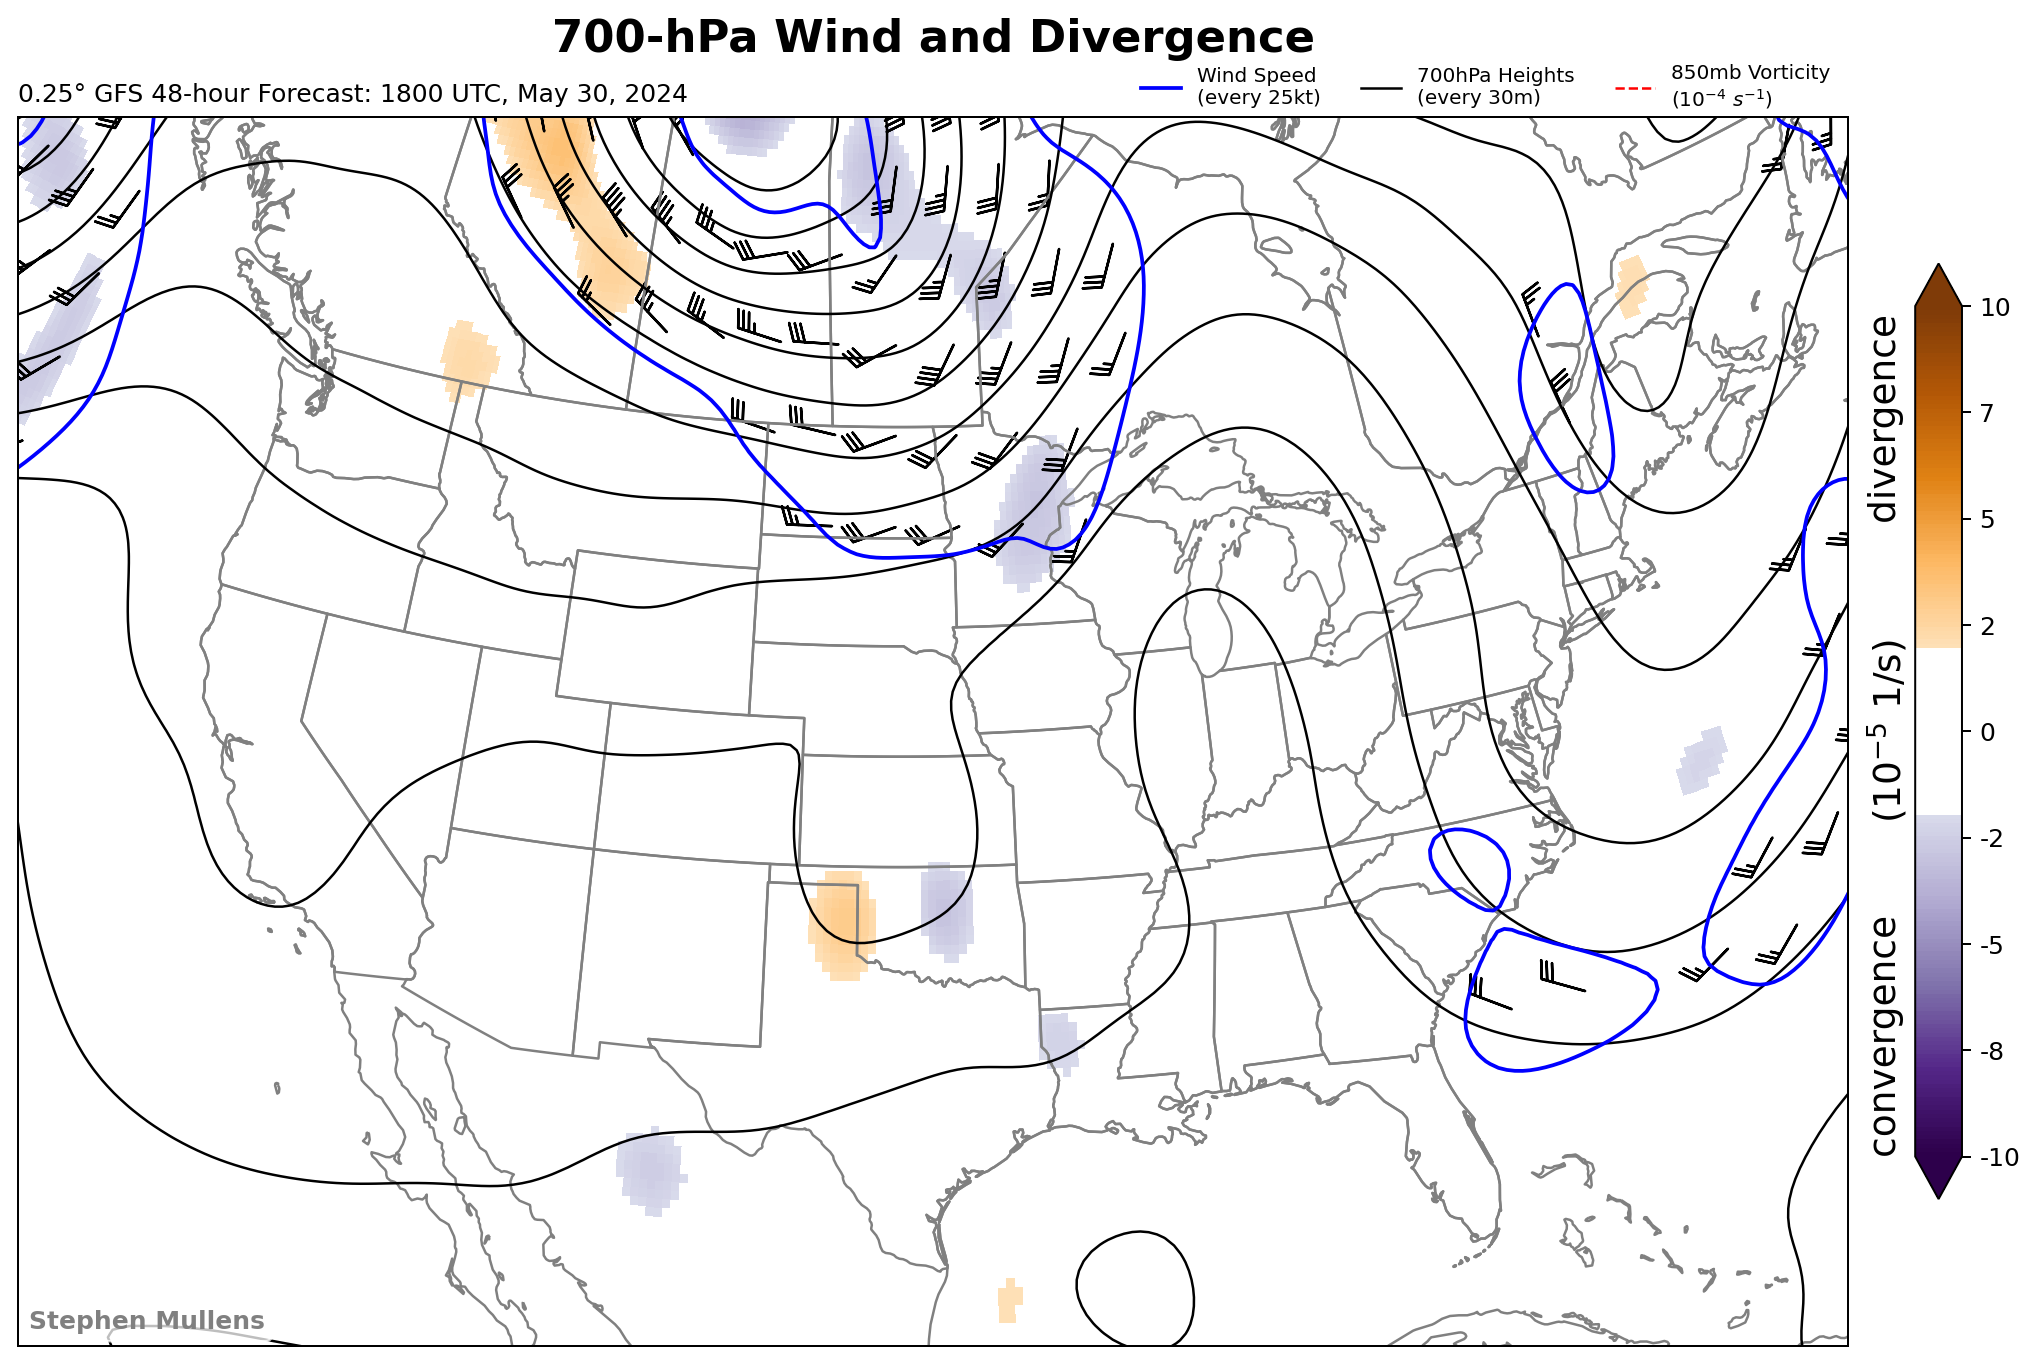 700-hPa Wind and Divergence
0.25° GFS 48-hour Forecast: 1800 UTC, May 30, 2024
Wind Speed
(every 25kt)
700hPa Heights
(every 30m)
850mb Vorticity
(10⁻⁴ s⁻¹)
10
7
5
2
0
-2
-5
-8
-10
convergence (10⁻⁵ 1/s) divergence
Stephen Mullens